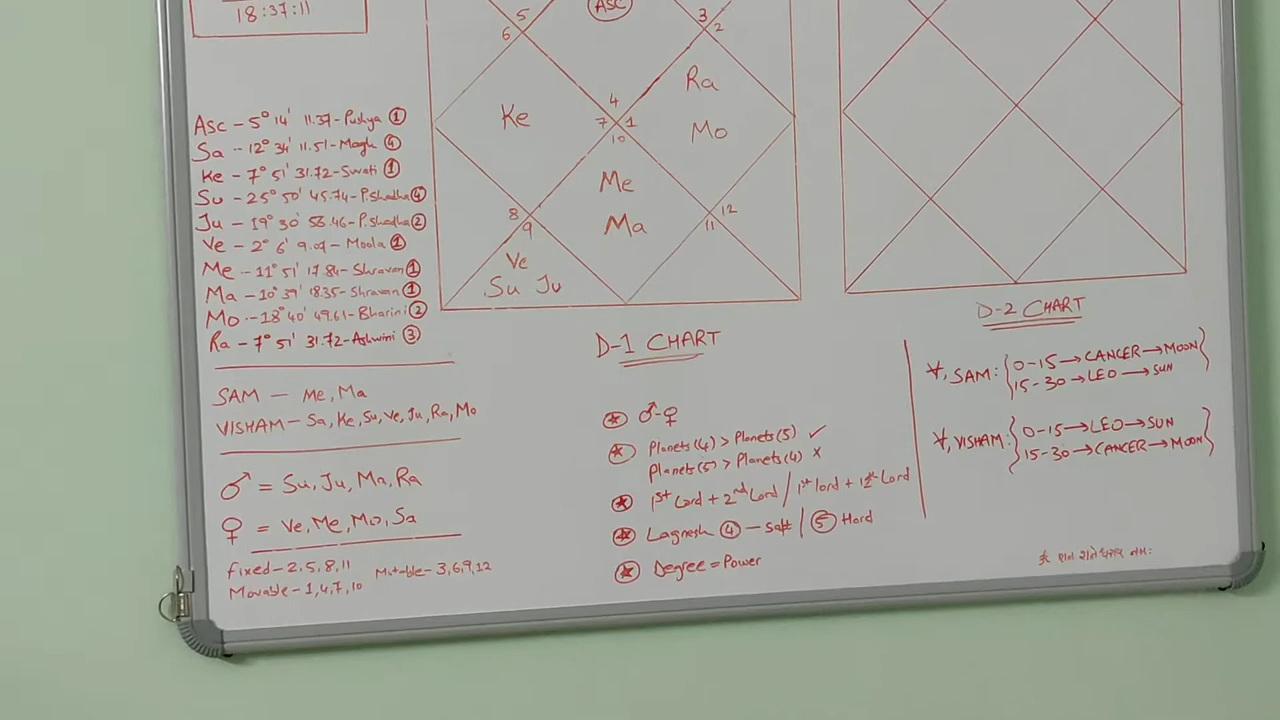 18:37:11
5
6
ASC
3
2
Ra
Mo
Ke
4
7 1
10
Me
Ma
8
9
12
11
Ve
Su Ju
Asc - 5° 14' 11.37 - Pushya ①
Sa - 12° 34' 11.51 - Magh ④
Ke - 7° 51' 31.72 - Swati ①
Su - 25° 50' 45.74 - P.Shadha ④
Ju - 19° 30' 56.46 - P.Shadha ②
Ve - 2° 6' 9.07 - Moola ①
Me - 11° 51' 17.84 - Shravan ①
Ma - 10° 39' 18.35 - Shravan ①
Mo - 18° 40' 49.61 - Bharini ②
Ra - 7° 51' 31.72 - Ashwini ③
SAM - Me, Ma
VISHAM - Sa, Ke, Su, Ve, Ju, Ra, Mo
♂ = Su, Ju, Ma, Ra
♀ = Ve, Me, Mo, Sa
fixed - 2, 5, 8, 11
Movable - 1, 4, 7, 10
Mutable - 3, 6, 9, 12
D-1 CHART
♂-♀
Planets (4) > Planets (5) ✓
Planets (5) > Planets (4) x
1st Lord + 2nd Lord / 1st lord + 12th Lord
Lagnesh ④ - Soft / ⑤ Hard
Degree = Power
D-2 CHART
∀, SAM: { 0-15 → CANCER → MOON }
15-30 → LEO → SUN
∀, VISHAM: { 0-15 → LEO → SUN }
15-30 → CANCER → MOON